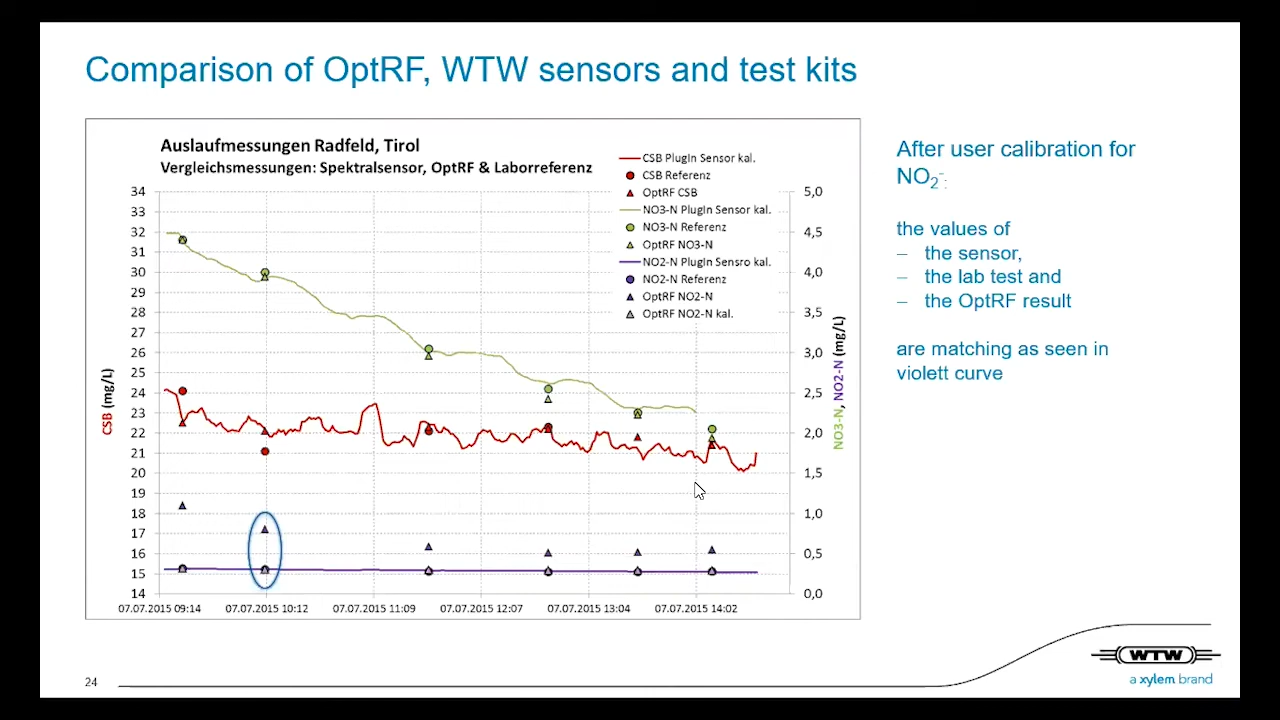 Comparison of OptRF, WTW sensors and test kits
Auslaufmessungen Radfeld, Tirol
Vergleichsmessungen: Spektralsensor, OptRF & Laborreferenz
CSB PlugIn Sensor kal.
CSB Referenz
OptRF CSB
NO3-N PlugIn Sensor kal.
NO3-N Referenz
OptRF NO3-N
NO2-N PlugIn Sensro kal.
NO2-N Referenz
OptRF NO2-N
OptRF NO2-N kal.
CSB (mg/L)
34
33
32
31
30
29
28
27
26
25
24
23
22
21
20
19
18
17
16
15
14
5,0
4,5
4,0
3,5
3,0
2,5
2,0
1,5
1,0
0,5
0,0
NO3-N, NO2-N (mg/L)
07.07.2015 09:14 07.07.2015 10:12 07.07.2015 11:09 07.07.2015 12:07 07.07.2015 13:04 07.07.2015 14:02
After user calibration for
NO2-:
the values of
– the sensor,
– the lab test and
– the OptRF result
are matching as seen in
violett curve
24
WTW
a xylem brand